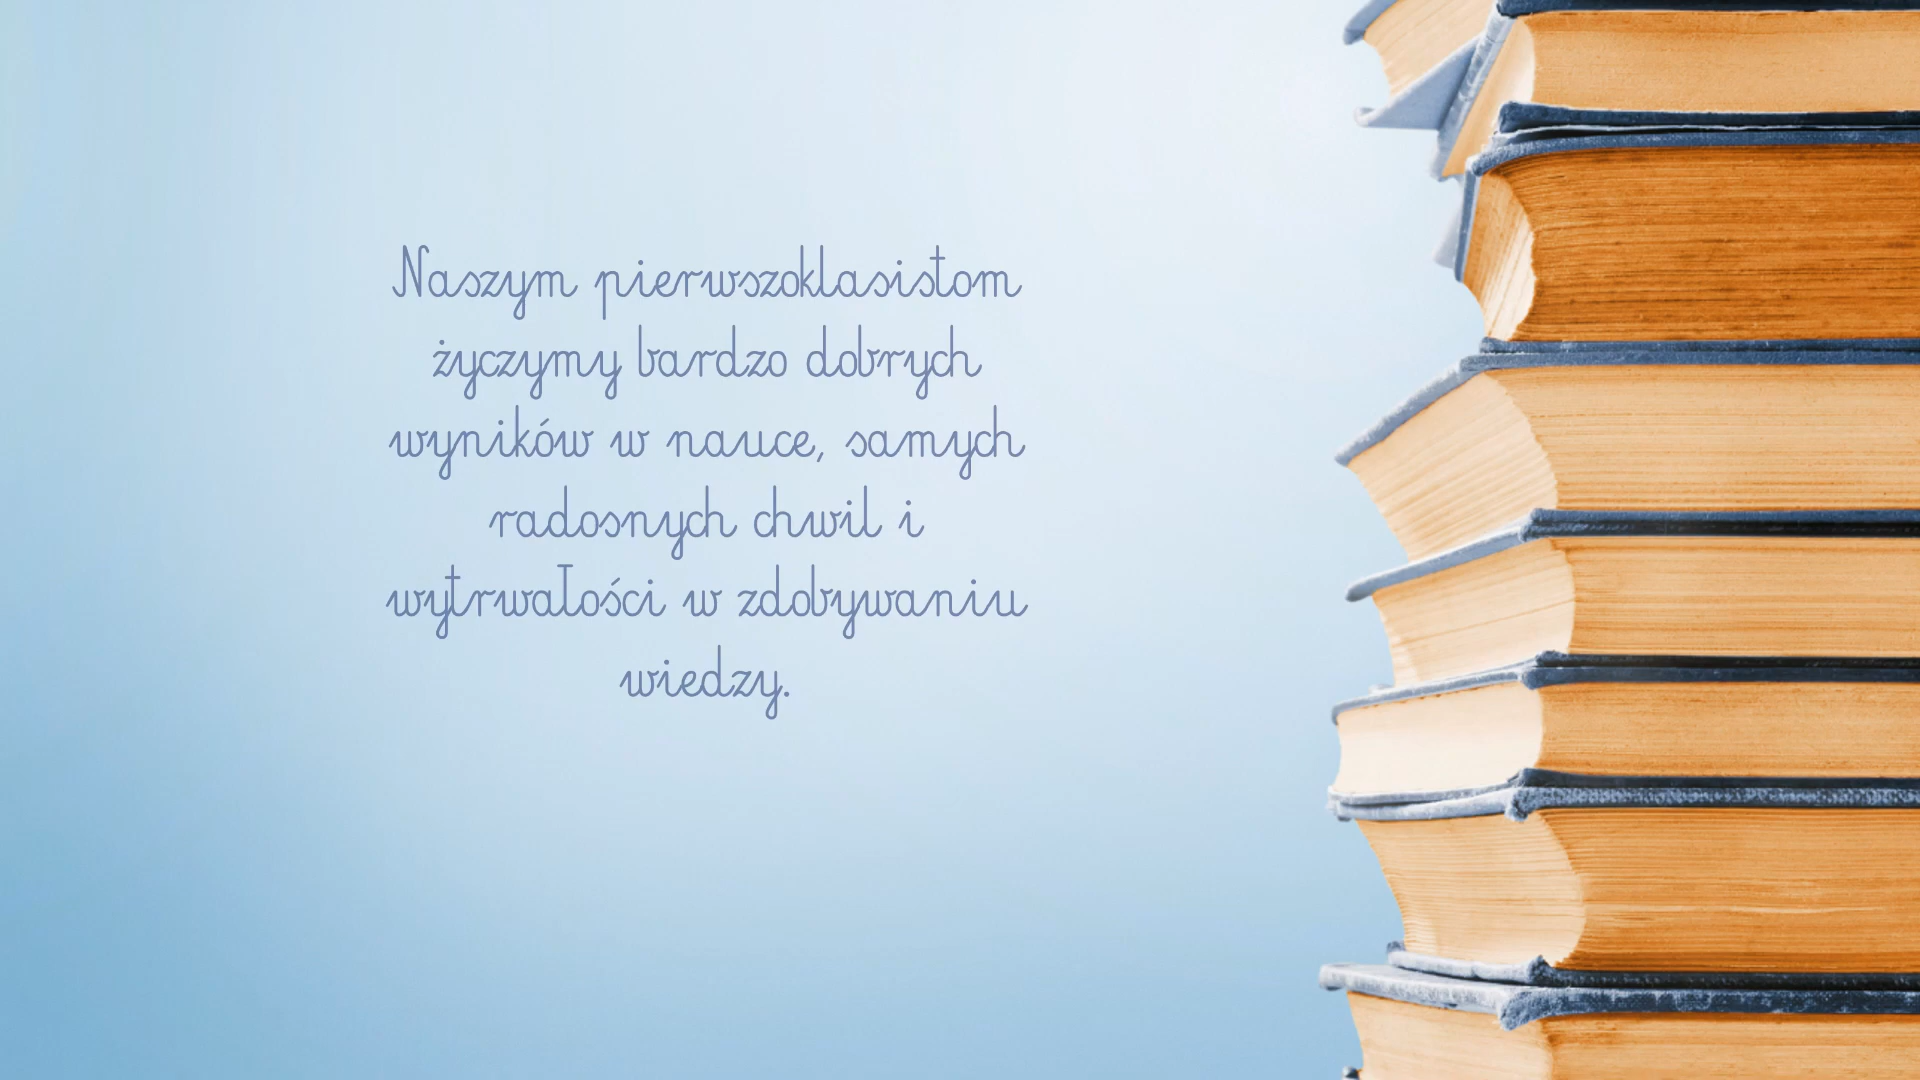 Naszym pierwszoklasistom
życzymy bardzo dobrych
wyników w nauce, samych
radosnych chwil i
wytrwałości w zdobywaniu
wiedzy.